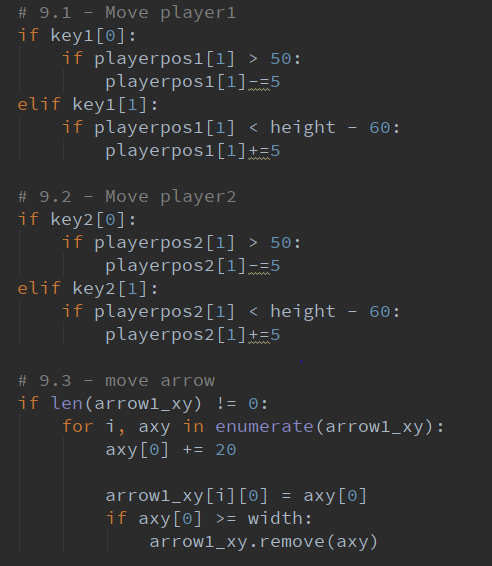 # 9.1 - Move player1
if key1[0]:
    if playerpos1[1] > 50:
        playerpos1[1]-=5
elif key1[1]:
    if playerpos1[1] < height - 60:
        playerpos1[1]+=5

# 9.2 - Move player2
if key2[0]:
    if playerpos2[1] > 50:
        playerpos2[1]-=5
elif key2[1]:
    if playerpos2[1] < height - 60:
        playerpos2[1]+=5

# 9.3 - move arrow
if len(arrow1_xy) != 0:
    for i, axy in enumerate(arrow1_xy):
        axy[0] += 20

        arrow1_xy[i][0] = axy[0]
        if axy[0] >= width:
            arrow1_xy.remove(axy)